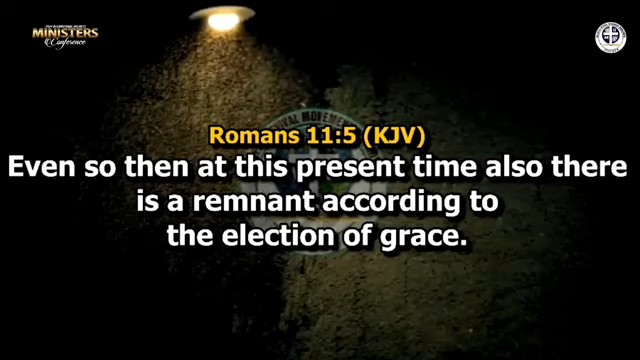 MINISTERS
Conference
Romans 11:5 (KJV)
Even so then at this present time also there
is a remnant according to
the election of grace.